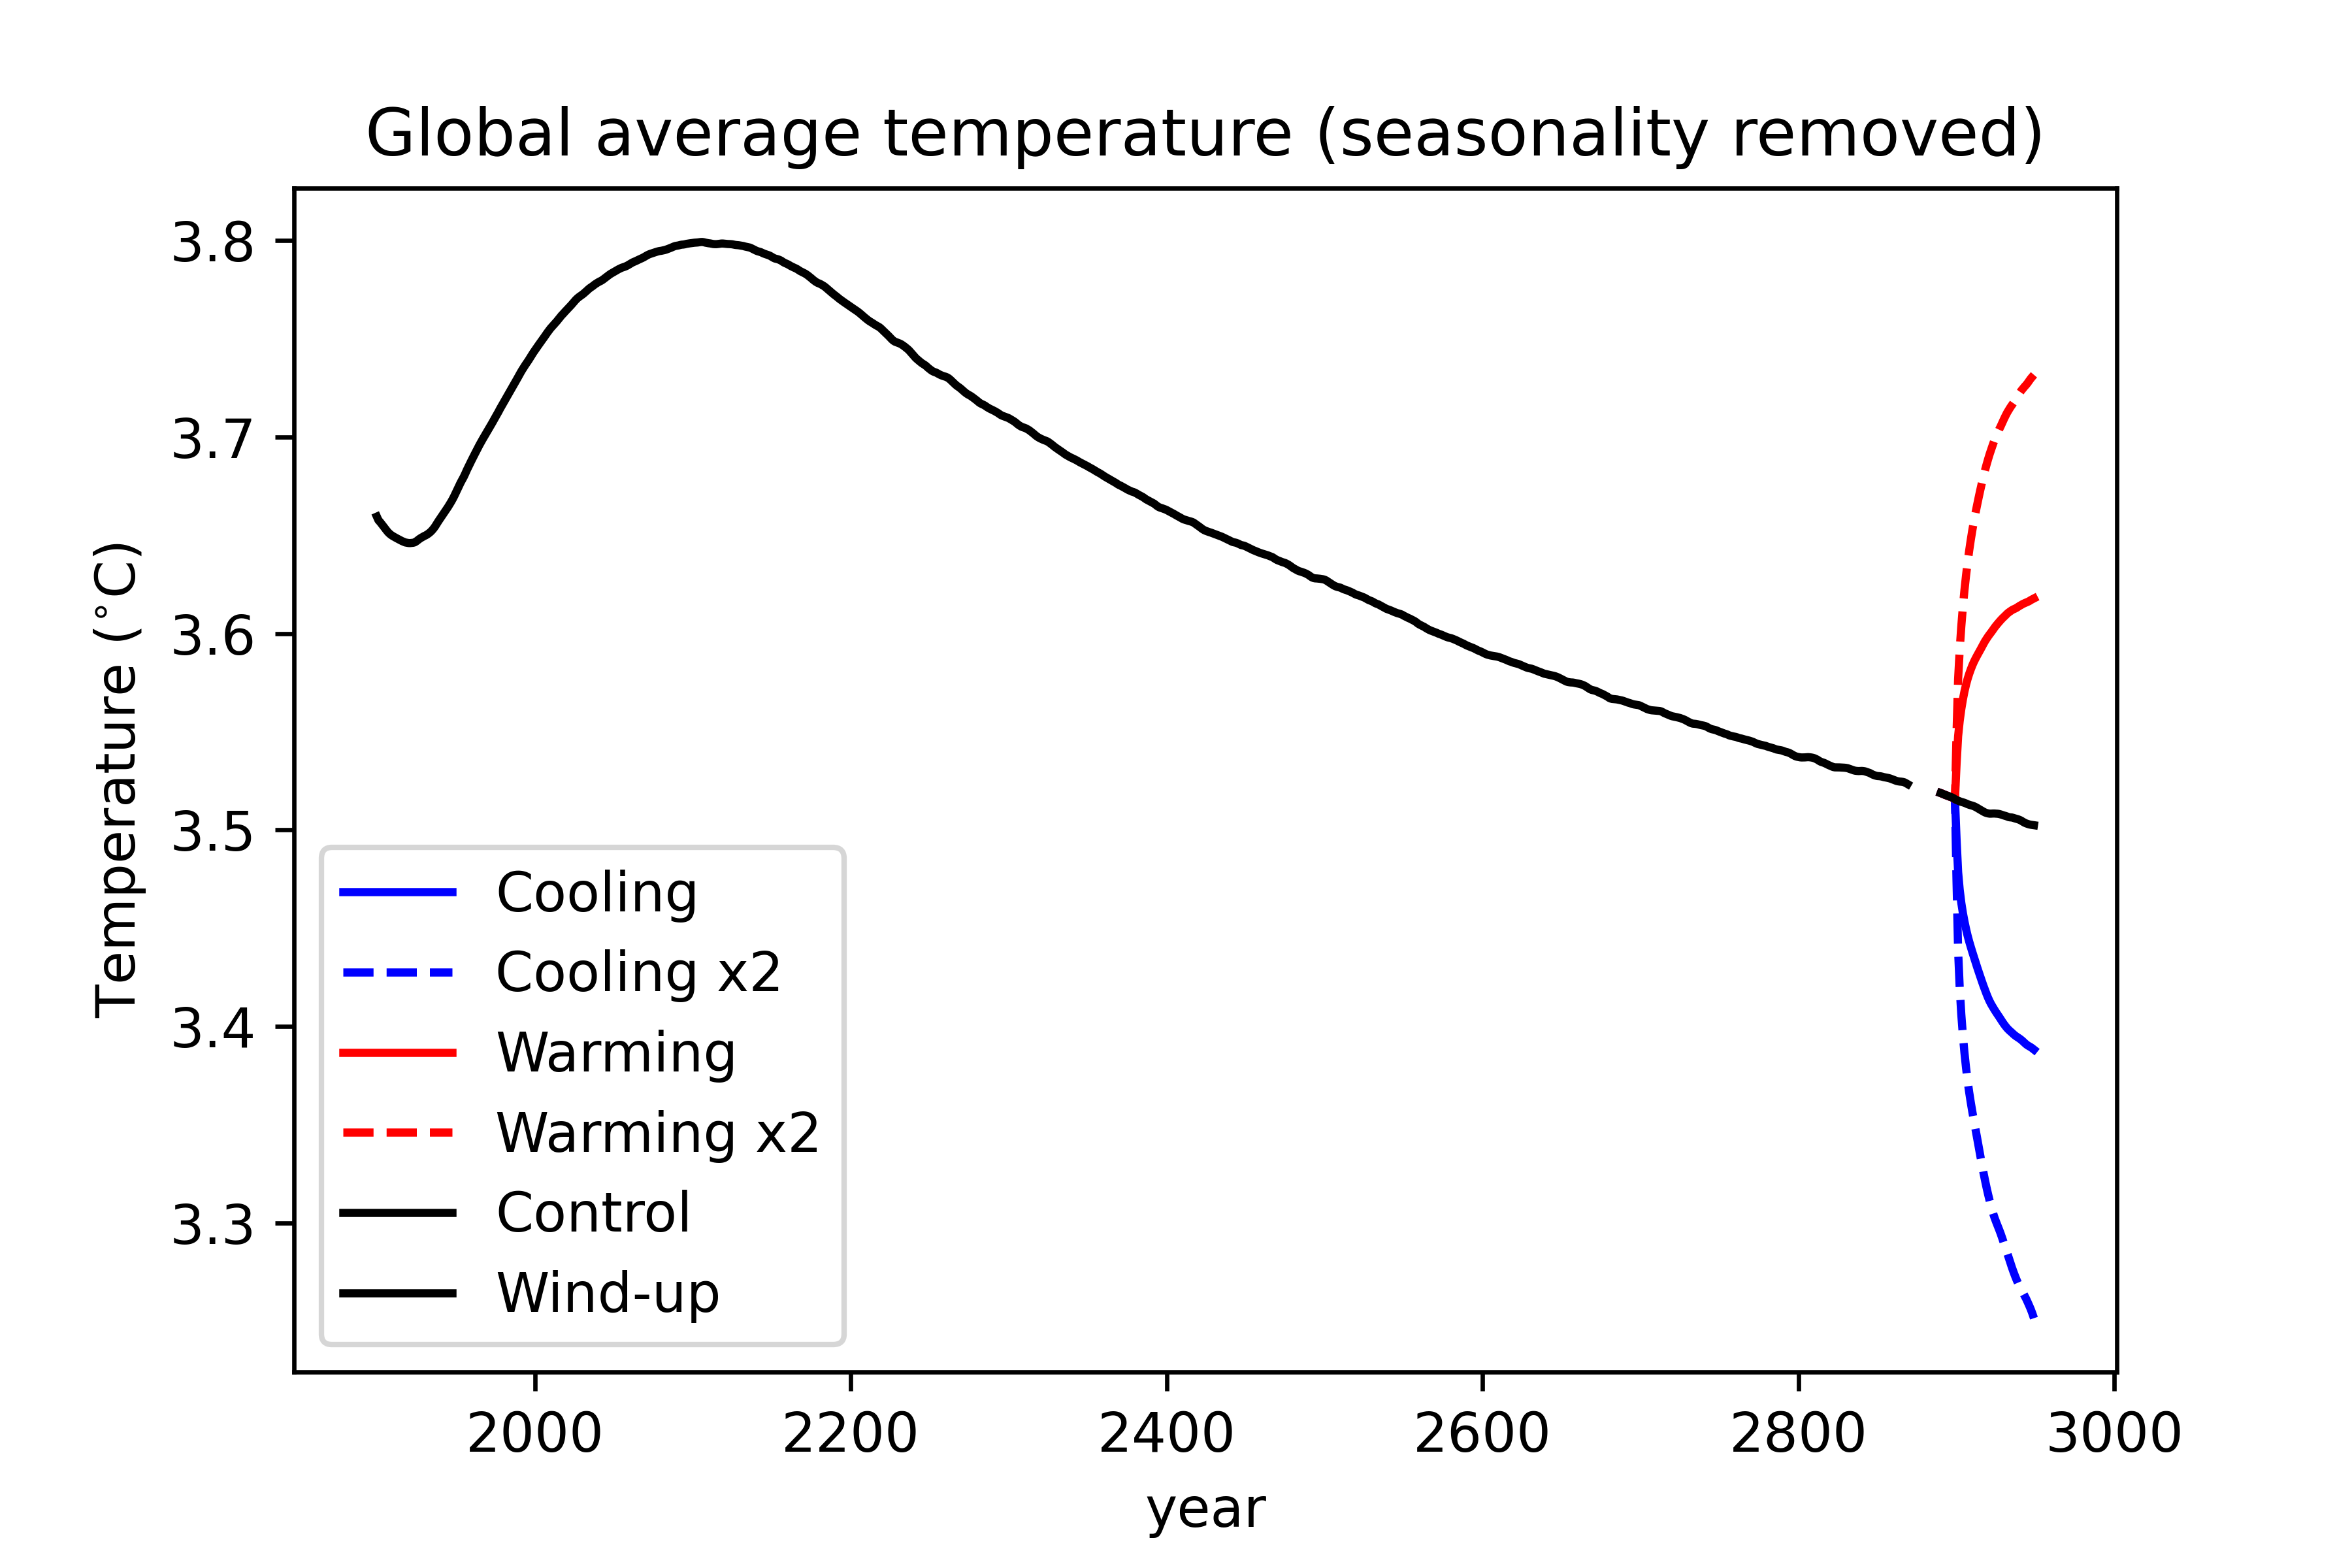 Global average temperature (seasonality removed)
Temperature (°C)
3.8
3.7
3.6
3.5
3.4
3.3
Cooling
Cooling x2
Warming
Warming x2
Control
Wind-up
2000 2200 2400 2600 2800 3000
year